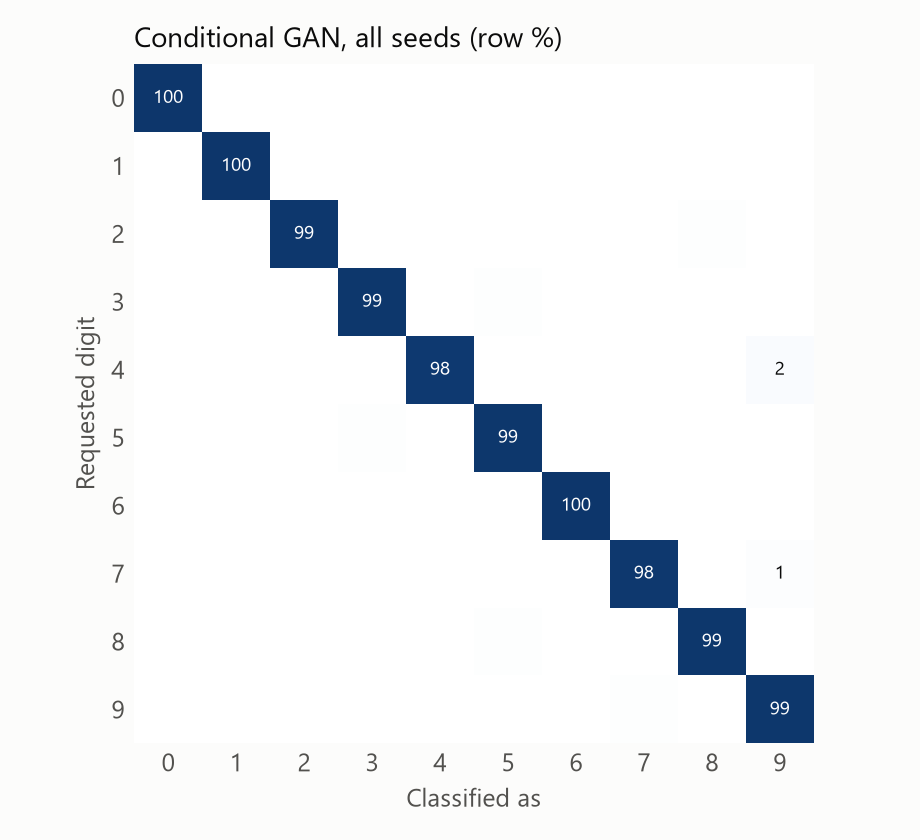 Conditional GAN, all seeds (row %)
Requested digit
0 100
1 100
2 99
3 99
4 98 2
5 99
6 100
7 98 1
8 99
9 99
0 1 2 3 4 5 6 7 8 9
Classified as